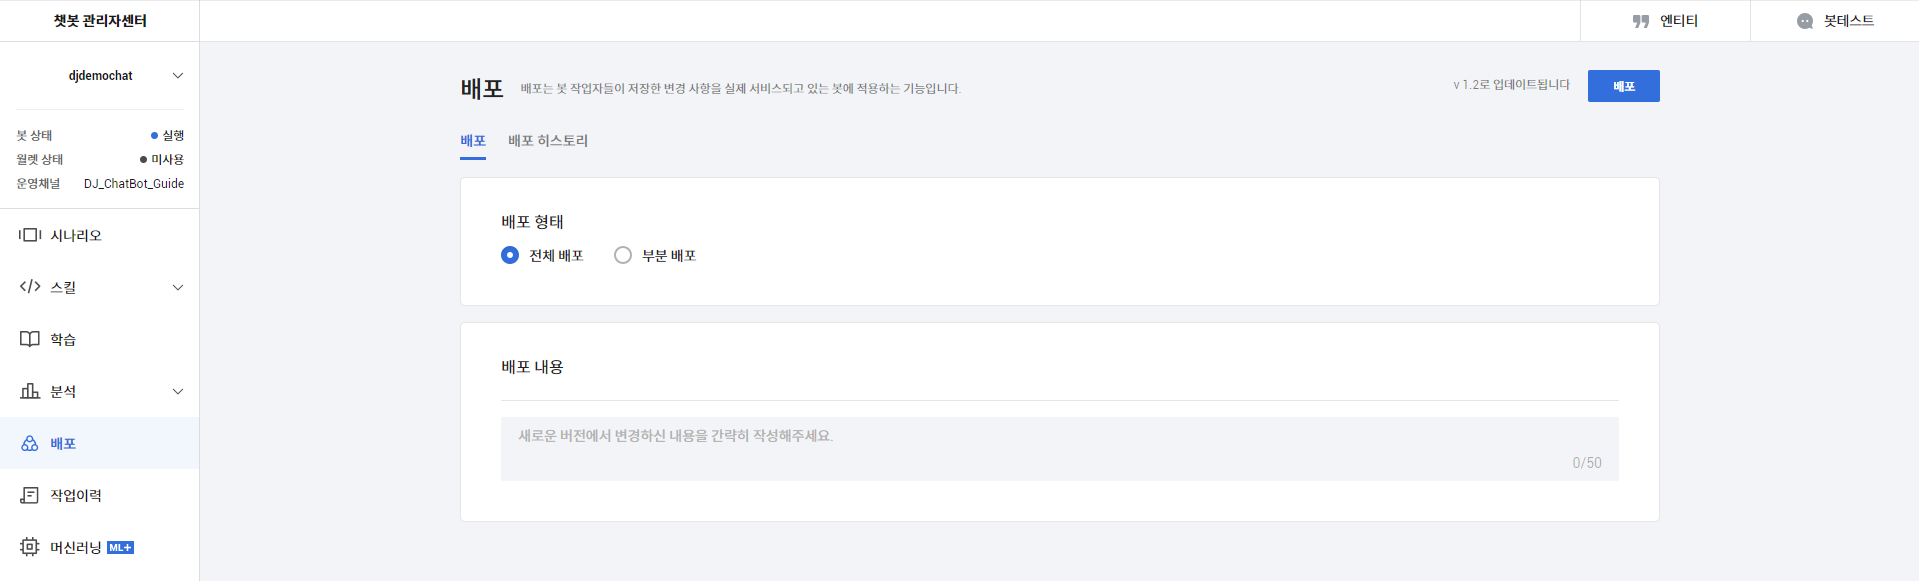 챗봇 관리자센터
엔티티
봇테스트
djdemochat
봇 상태 실행
월렛 상태 미사용
운영채널 DJ_ChatBot_Guide
시나리오
스킬
학습
분석
배포
작업이력
머신러닝 ML+
배포 배포는 봇 작업자들이 저장한 변경 사항을 실제 서비스되고 있는 봇에 적용하는 기능입니다.
v 1.2로 업데이트됩니다 배포
배포 배포 히스토리
배포 형태
전체 배포 부분 배포
배포 내용
새로운 버전에서 변경하신 내용을 간략히 작성해주세요.
0/50